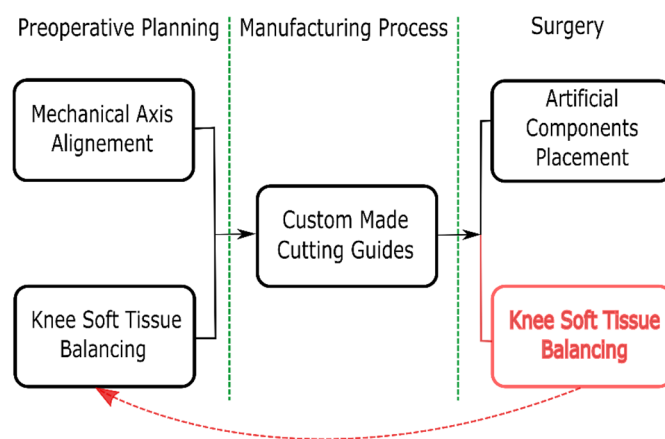 Preoperative Planning
Manufacturing Process
Surgery
Mechanical Axis
Alignement
Knee Soft Tissue
Balancing
Custom Made
Cutting Guides
Artificial
Components
Placement
Knee Soft Tissue
Balancing